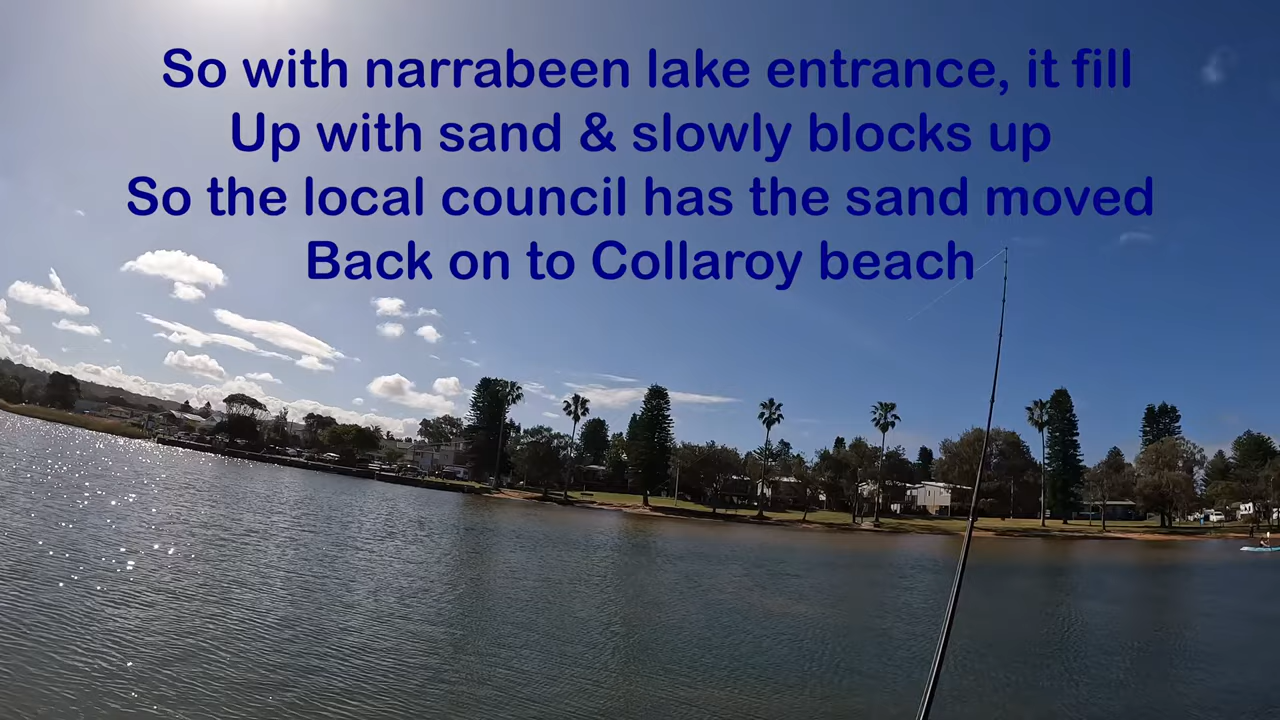 So with narrabeen lake entrance, it fill
Up with sand & slowly blocks up
So the local council has the sand moved
Back on to Collaroy beach